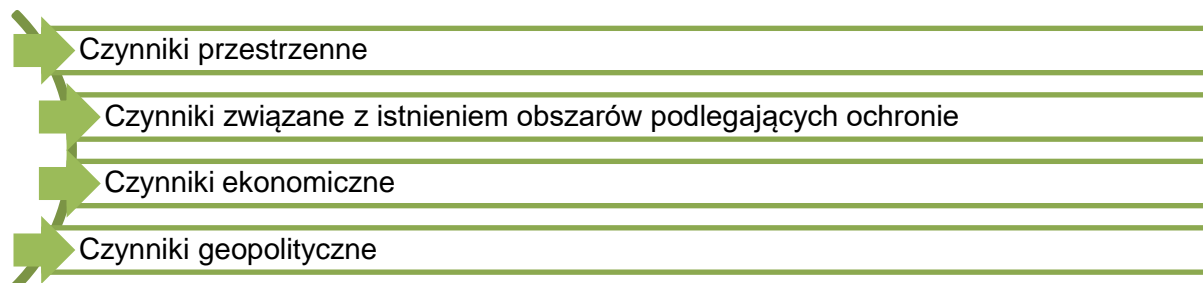 Czynniki przestrzenne
Czynniki związane z istnieniem obszarów podlegających ochronie
Czynniki ekonomiczne
Czynniki geopolityczne